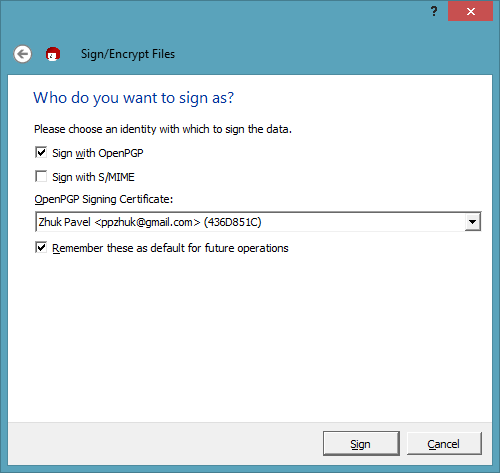 ?
Sign/Encrypt Files
Who do you want to sign as?
Please choose an identity with which to sign the data.
Sign with OpenPGP
Sign with S/MIME
OpenPGP Signing Certificate:
Zhuk Pavel <ppzhuk@gmail.com> (436D851C)
Remember these as default for future operations
Sign Cancel